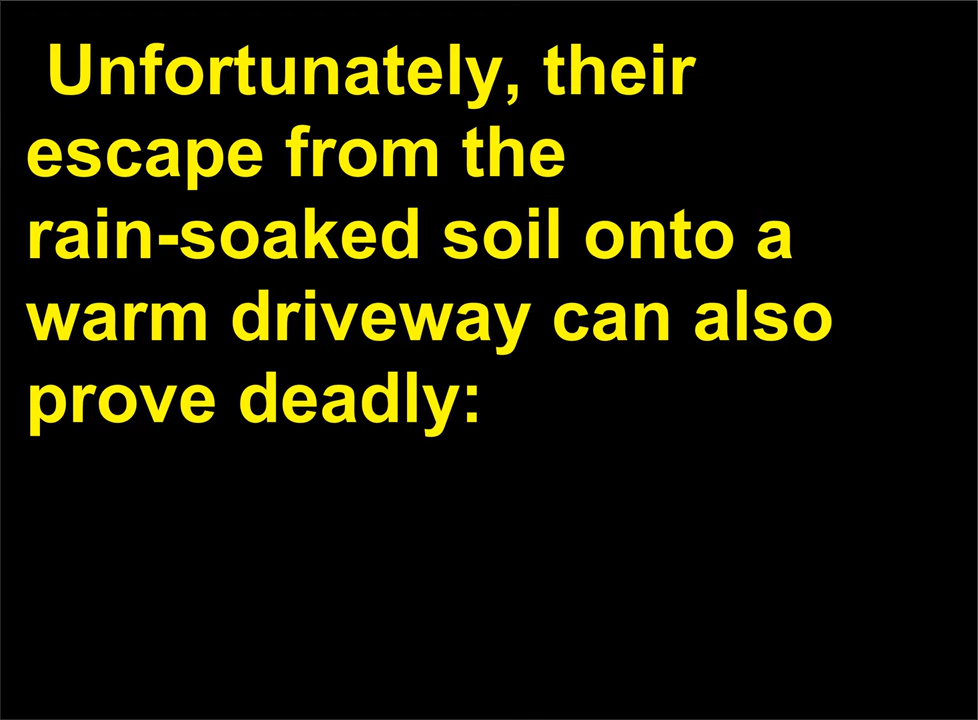 Unfortunately, their
escape from the
rain-soaked soil onto a
warm driveway can also
prove deadly: